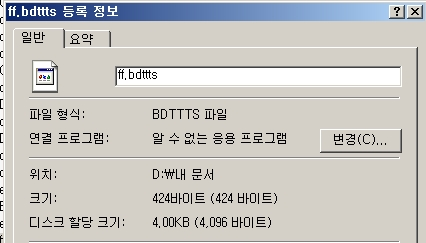 ff.bdttts 등록 정보
일반
요약
ff.bdttts
파일 형식: BDTTTS 파일
연결 프로그램: 알 수 없는 응용 프로그램 변경(C)...
위치: D:₩내 문서
크기: 424바이트 (424 바이트)
디스크 할당 크기: 4,00KB (4,096 바이트)